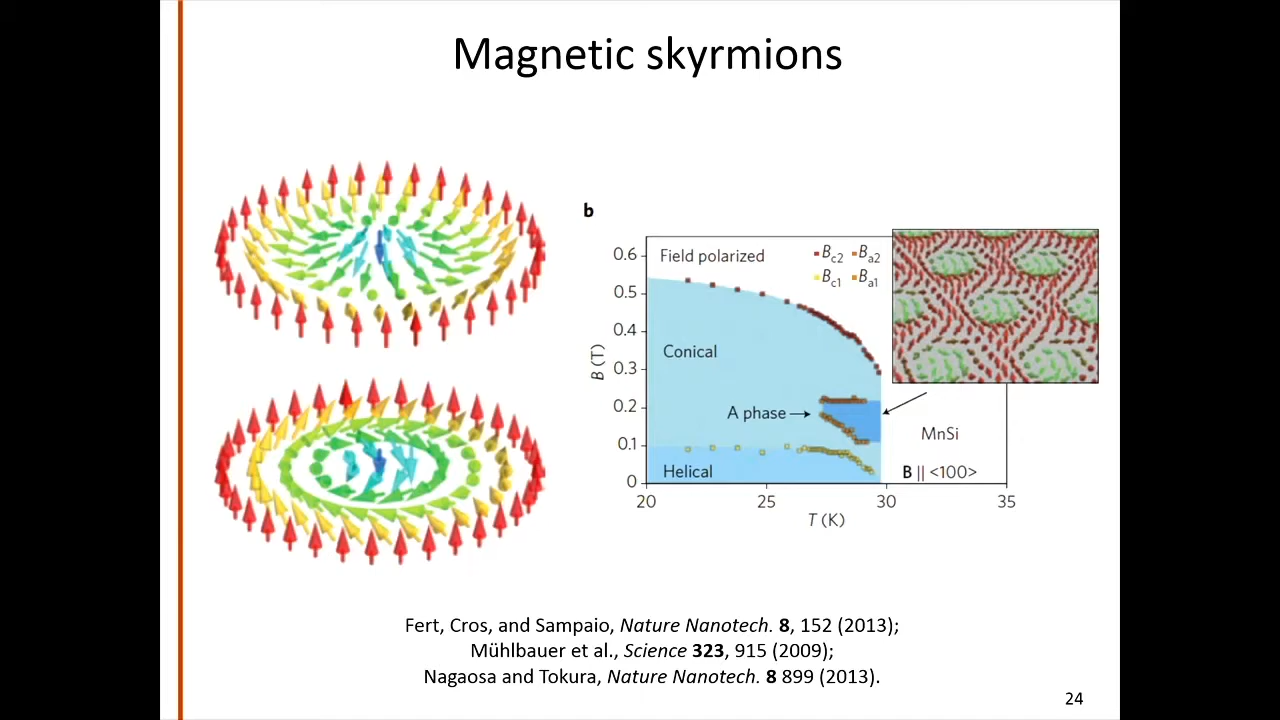 Magnetic skyrmions
b
0.6
0.5
0.4
0.3
0.2
0.1
0
B (T)
Field polarized
Bc2 Ba2
Bc1 Ba1
Conical
A phase
Helical
MnSi
B || <100>
20 25 30 35
T (K)
Fert, Cros, and Sampaio, Nature Nanotech. 8, 152 (2013);
Mühlbauer et al., Science 323, 915 (2009);
Nagaosa and Tokura, Nature Nanotech. 8 899 (2013).
24